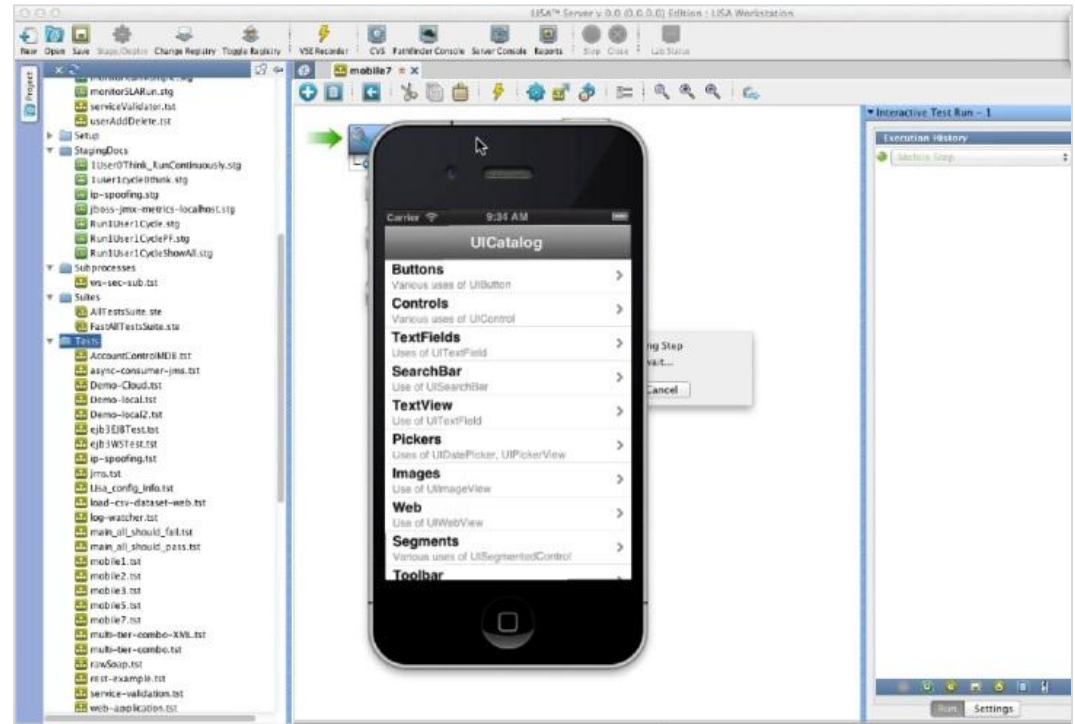 LISA™ Server v 0.0 (0.0.0.0) Edition : LISA Workstation
New Open Save Stage/Deploy Change Registry Toggle Registry VSE Recorder CVS Pathfinder Console Server Console Reports Step Close Lab Status
Project
mobile7
monitorSLARun.stg
serviceValidator.tst
userAddDelete.tst
Setup
StagingDocs
1User0Think_RunContinuously.stg
1user1cycle0think.stg
ip-spoofing.stg
jboss-jmx-metrics-localhost.stg
Run1User1Cycle.stg
Run1User1CyclePF.stg
Run1User1CycleShowAll.stg
Subprocesses
ws-sec-sub.tst
Suites
AllTestsSuite.ste
FastAllTestsSuite.ste
Tests
AccountControlMDB.tst
async-consumer-jms.tst
Demo-Cloud.tst
Demo-local.tst
Demo-local2.tst
ejb3EJBTest.tst
ejb3WSTest.tst
ip-spoofing.tst
jms.tst
Lisa_config_info.tst
load-csv-dataset-web.tst
log-watcher.tst
main_all_should_fail.tst
main_all_should_pass.tst
mobile1.tst
mobile2.tst
mobile3.tst
mobile5.tst
mobile7.tst
multi-tier-combo-XML.tst
multi-tier-combo.tst
rawSoap.tst
rest-example.tst
service-validation.tst
web-application.tst
Carrier 9:34 AM
UICatalog
Buttons
Various uses of UIButton
Controls
Various uses of UIControl
TextFields
Uses of UITextField
SearchBar
Use of UISearchBar
TextView
Use of UITextField
Pickers
Uses of UIDatePicker, UIPickerView
Images
Use of UIImageView
Web
Use of UIWebView
Segments
Various uses of UISegmentedControl
Toolbar
ng Step
wait...
Cancel
Interactive Test Run - 1
Execution History
Mobile Step
Run Settings